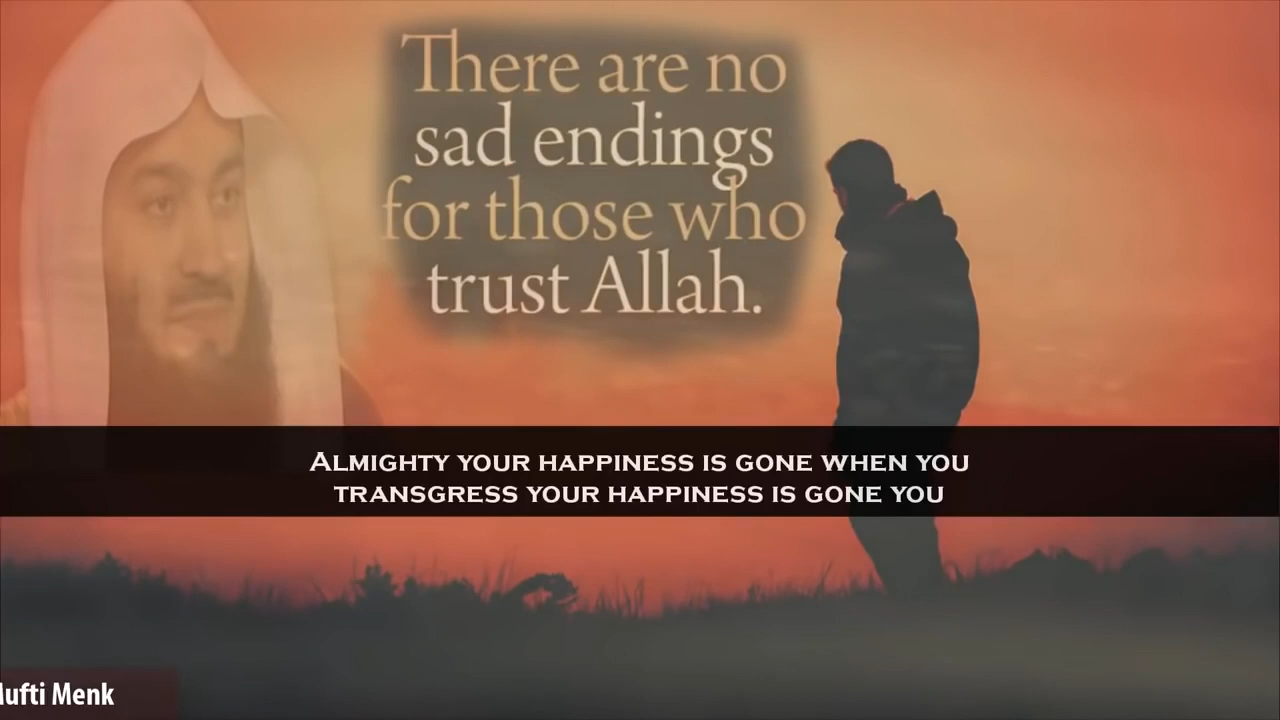 There are no
sad endings
for those who
trust Allah.
ALMIGHTY YOUR HAPPINESS IS GONE WHEN YOU
TRANSGRESS YOUR HAPPINESS IS GONE YOU
Mufti Menk